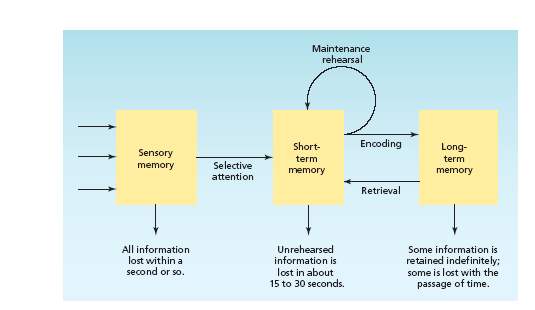 Maintenance
rehearsal
Sensory
memory
Selective
attention
Short-
term
memory
Encoding
Retrieval
Long-
term
memory
All information
lost within a
second or so.
Unrehearsed
information is
lost in about
15 to 30 seconds.
Some information is
retained indefinitely;
some is lost with the
passage of time.